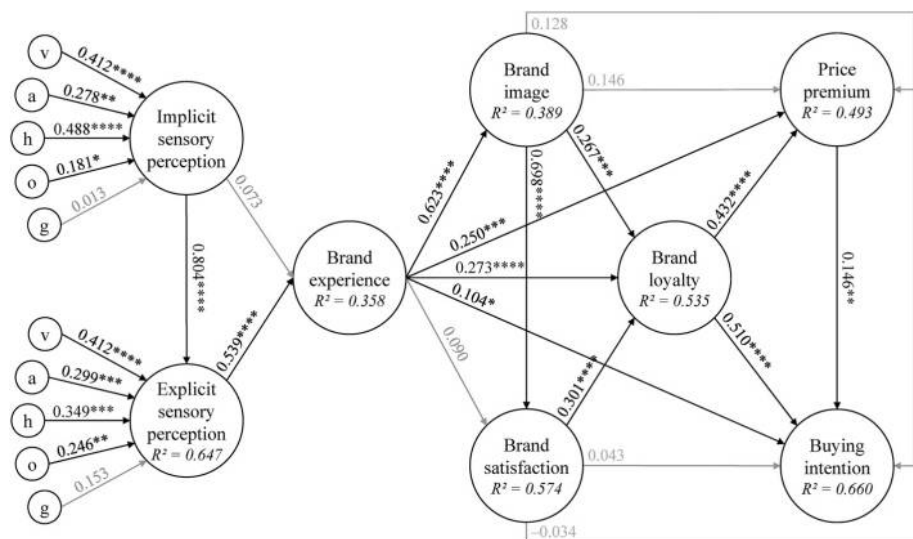 0.128
v
0.412****
a
0.278**
h
0.488****
o
0.181*
g
0.013
Implicit
sensory
perception
0.073
0.804****
v
0.412****
a
0.299***
h
0.349***
o
0.246**
g
0.153
Explicit
sensory
perception
R² = 0.647
0.539****
Brand
experience
R² = 0.358
0.623****
0.250***
0.273****
0.104*
0.090
Brand
image
R² = 0.389
0.146
0.267***
0.698****
Brand
loyalty
R² = 0.535
0.432****
0.510****
0.301****
Brand
satisfaction
R² = 0.574
0.043
–0.034
Price
premium
R² = 0.493
0.146**
Buying
intention
R² = 0.660